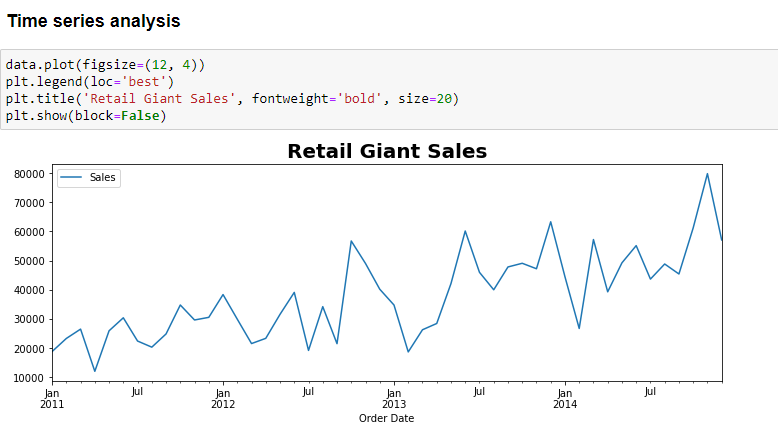 Time series analysis
data.plot(figsize=(12, 4))
plt.legend(loc='best')
plt.title('Retail Giant Sales', fontweight='bold', size=20)
plt.show(block=False)
Retail Giant Sales
Sales
80000
70000
60000
50000
40000
30000
20000
10000
Jan Jul Jan Jul Jan Jul Jan Jul
2011 2012 2013 2014
Order Date